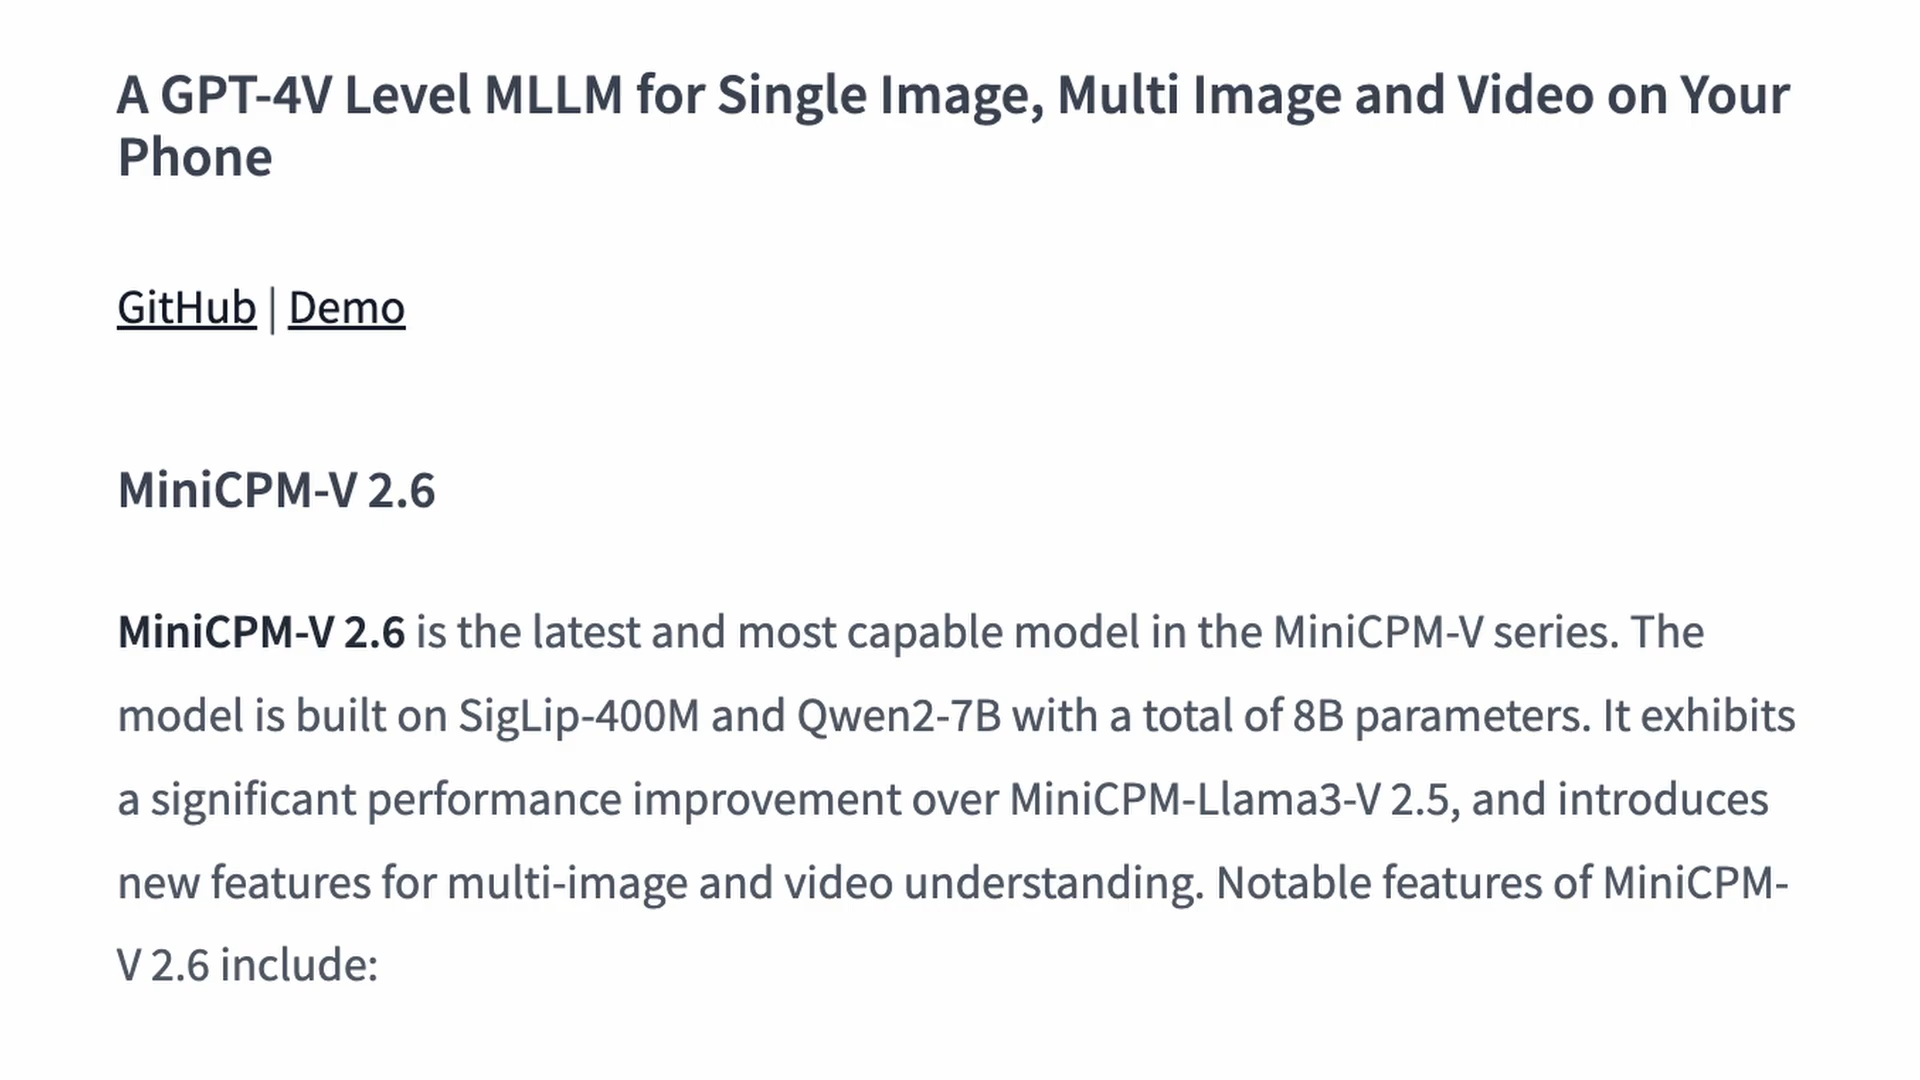 A GPT-4V Level MLLM for Single Image, Multi Image and Video on Your
Phone
GitHub | Demo
MiniCPM-V 2.6
MiniCPM-V 2.6 is the latest and most capable model in the MiniCPM-V series. The
model is built on SigLip-400M and Qwen2-7B with a total of 8B parameters. It exhibits
a significant performance improvement over MiniCPM-Llama3-V 2.5, and introduces
new features for multi-image and video understanding. Notable features of MiniCPM-
V 2.6 include: